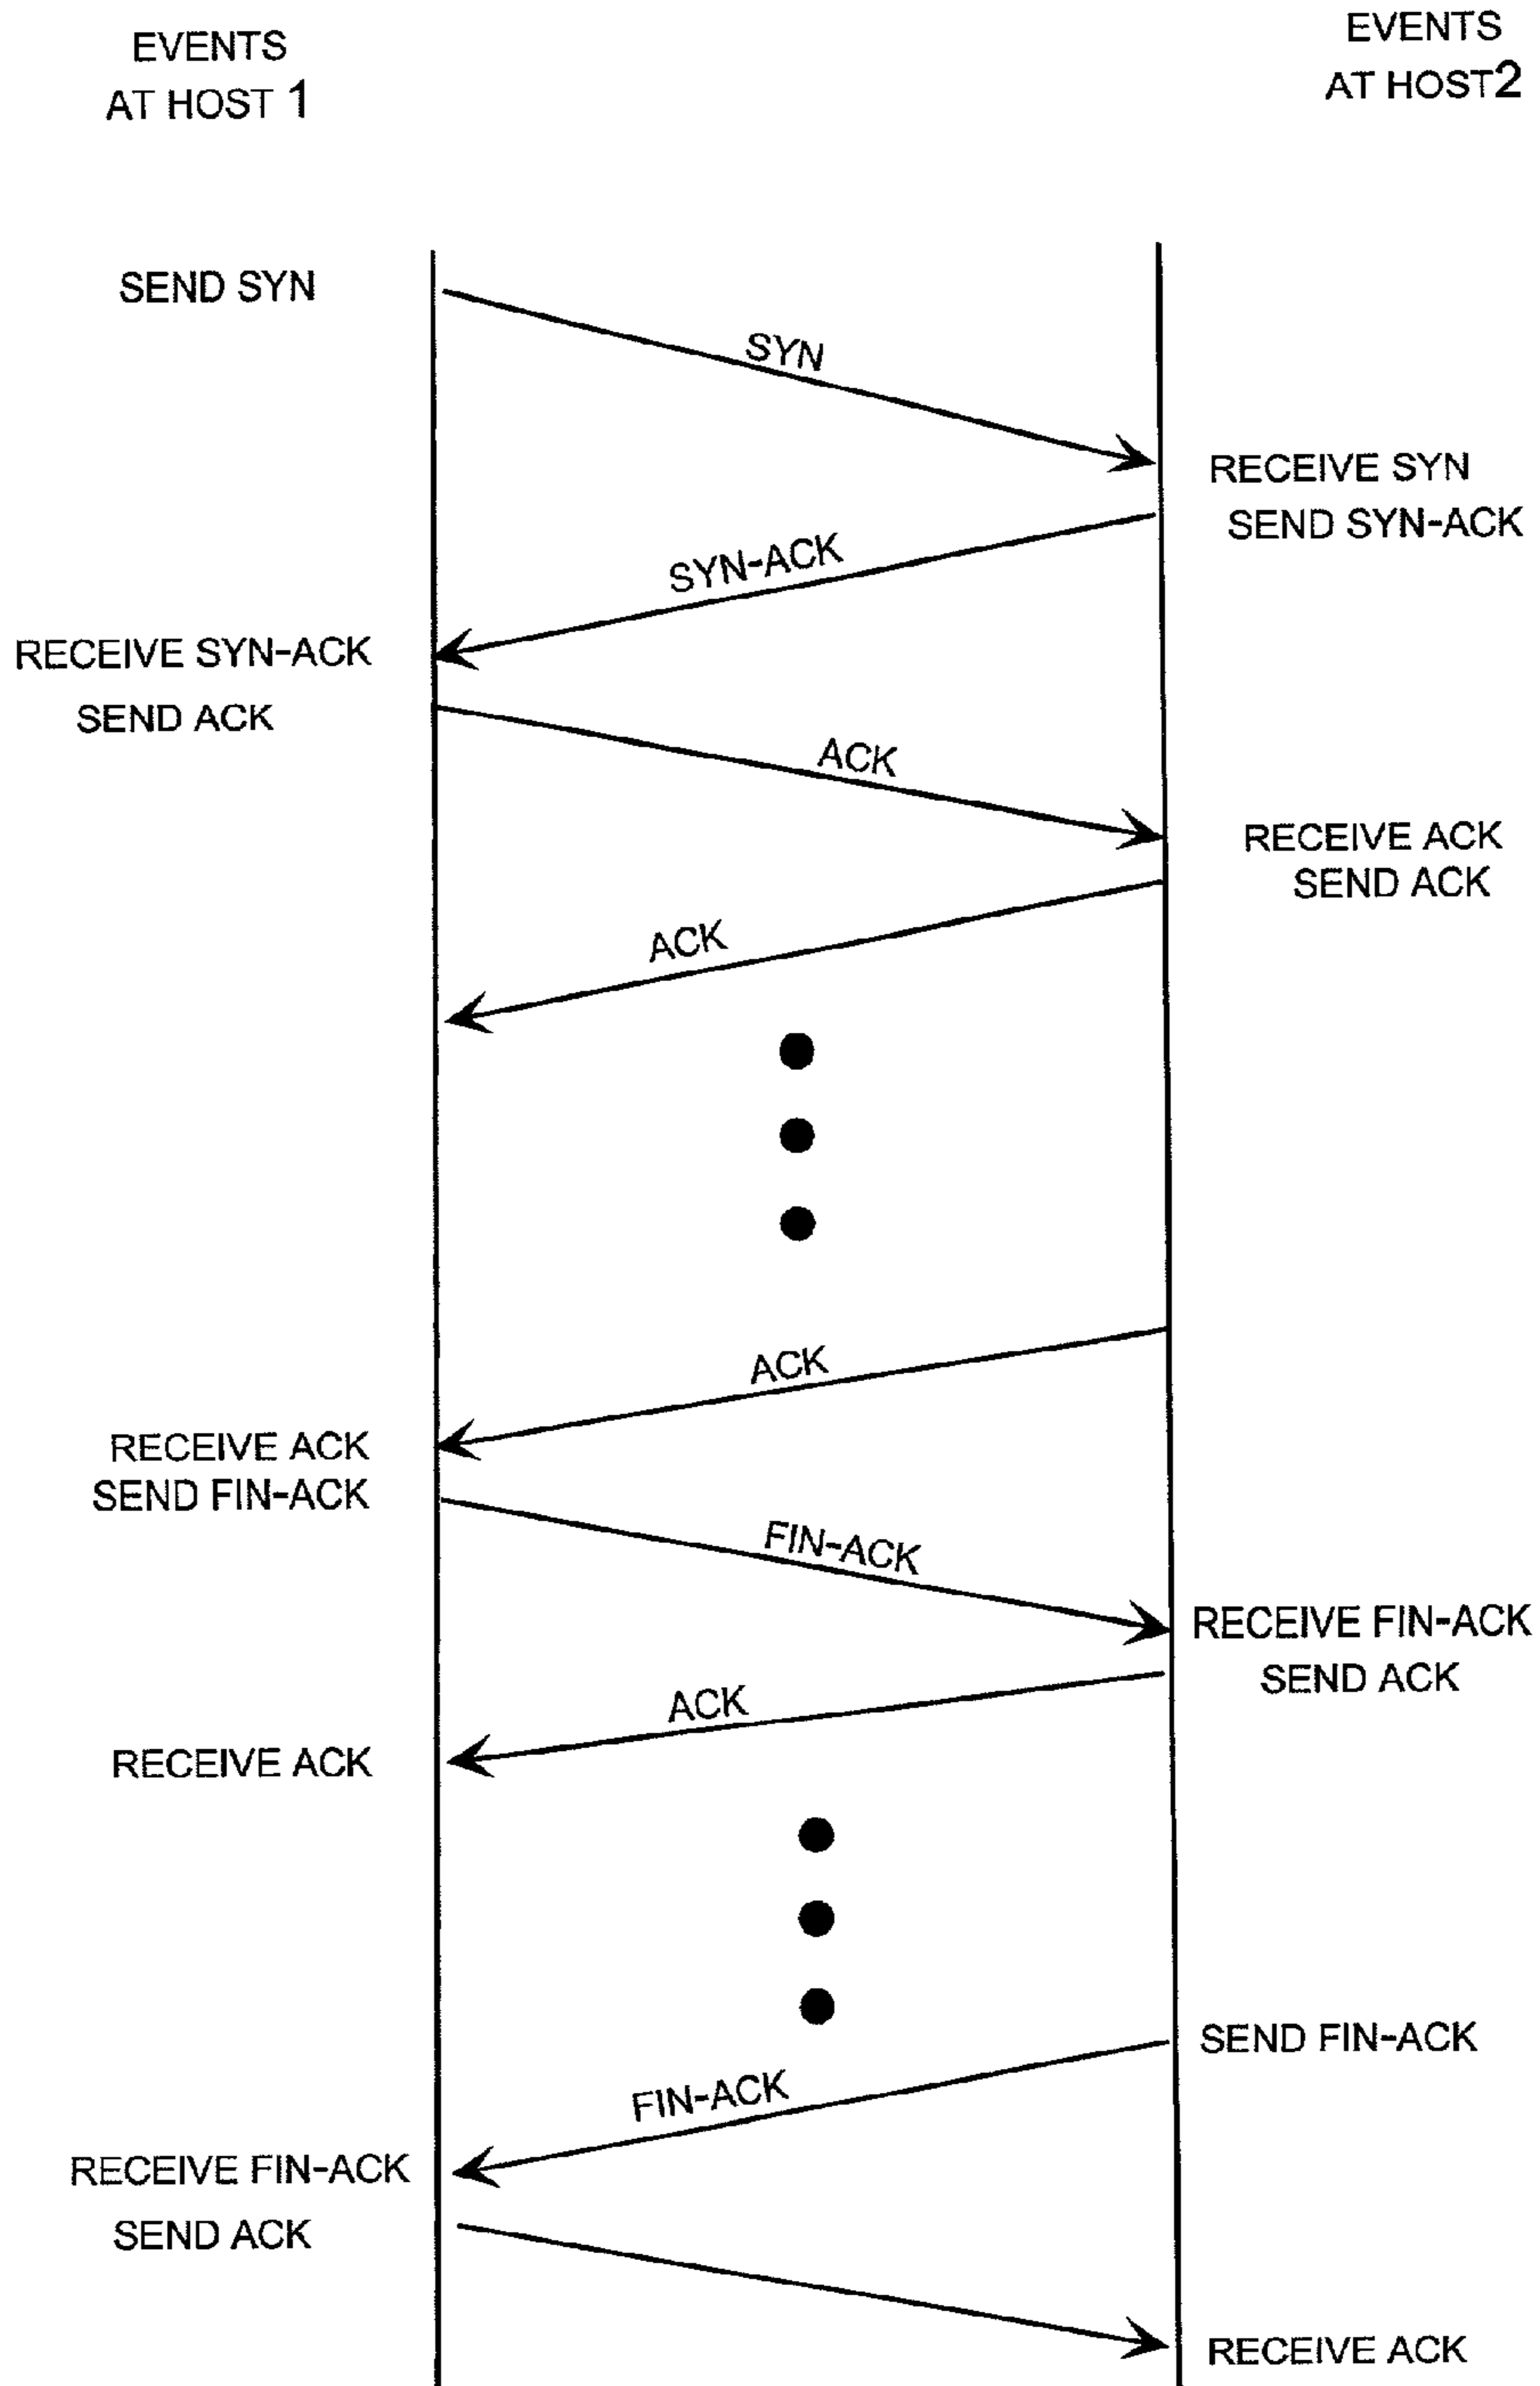 EVENTS
AT HOST 1
EVENTS
AT HOST2
SEND SYN
SYN
RECEIVE SYN
SEND SYN-ACK
SYN-ACK
RECEIVE SYN-ACK
SEND ACK
ACK
RECEIVE ACK
SEND ACK
ACK
ACK
RECEIVE ACK
SEND FIN-ACK
FIN-ACK
RECEIVE FIN-ACK
SEND ACK
ACK
RECEIVE ACK
SEND FIN-ACK
FIN-ACK
RECEIVE FIN-ACK
SEND ACK
RECEIVE ACK